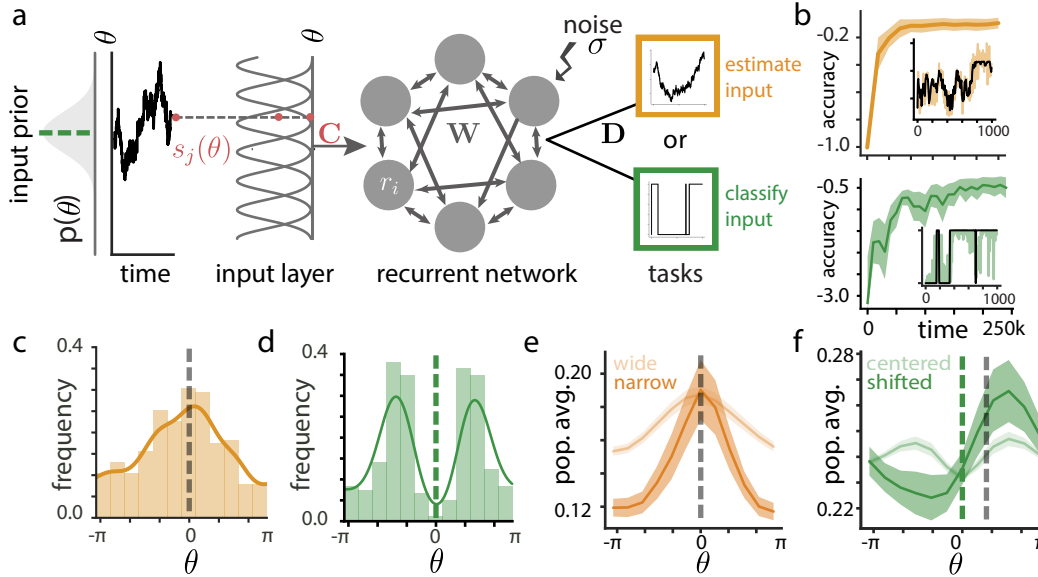 a
input prior
p(θ)
θ
time
s_j(θ)
input layer
θ
C
W
r_i
recurrent network
noise
σ
D
estimate
input
or
classify
input
tasks
b
accuracy
-0.2
-1.0
0
1000
accuracy
-0.5
-3.0
0
1000
0
time
250k
c
frequency
0.4
0.0
-π
0
π
θ
d
frequency
0.4
0.0
-π
0
π
θ
e
wide
narrow
pop. avg.
0.20
0.12
-π
0
π
θ
f
centered
shifted
pop. avg.
0.28
0.22
-π
0
π
θ